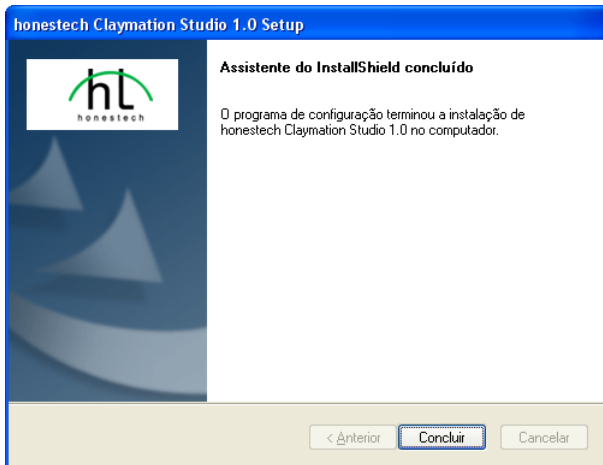 honestech Claymation Studio 1.0 Setup
ht
honestech
Assistente do InstallShield concluído
O programa de configuração terminou a instalação de
honestech Claymation Studio 1.0 no computador.
< Anterior
Concluir
Cancelar